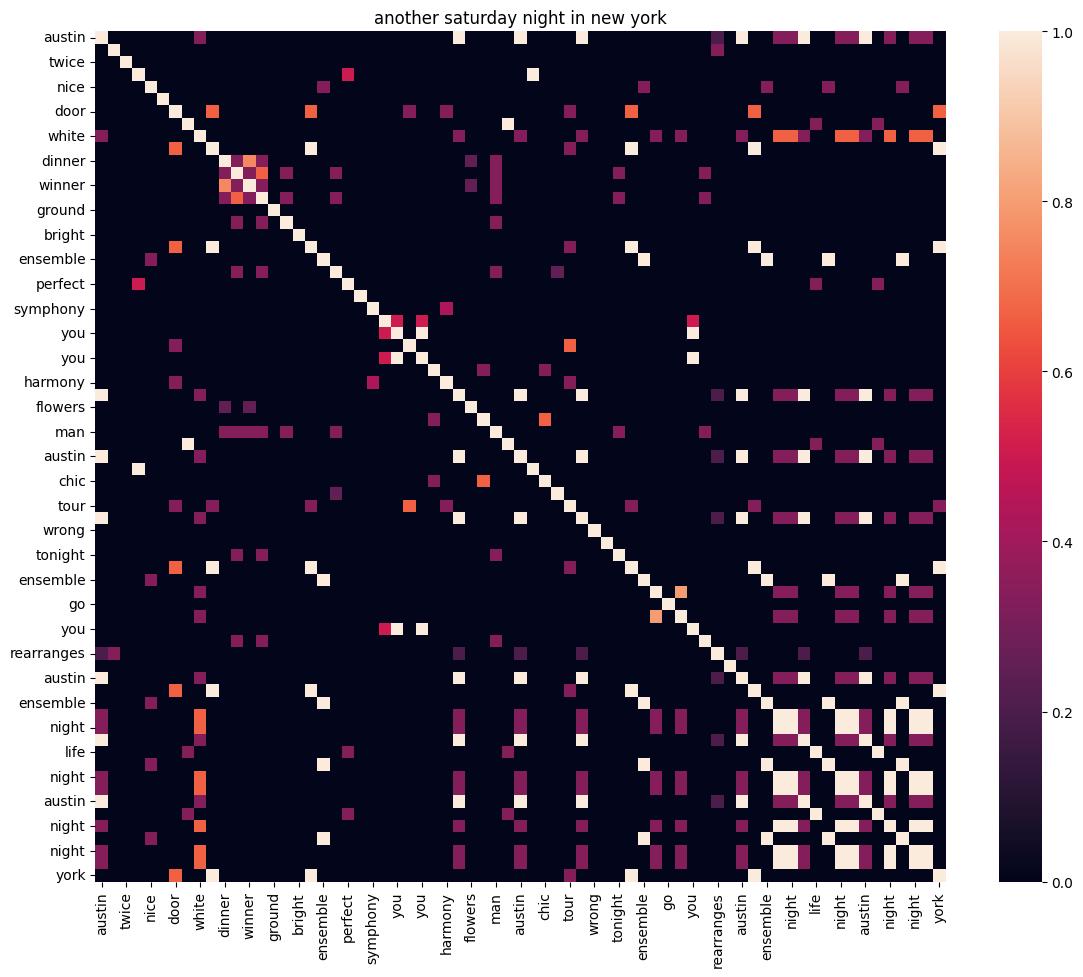 another saturday night in new york
austin
twice
nice
door
white
dinner
winner
ground
bright
ensemble
perfect
symphony
you
you
harmony
flowers
man
austin
chic
tour
wrong
tonight
ensemble
go
you
rearranges
austin
ensemble
night
life
night
austin
night
night
york
austin
twice
nice
door
white
dinner
winner
ground
bright
ensemble
perfect
symphony
you
you
harmony
flowers
man
austin
chic
tour
wrong
tonight
ensemble
go
you
rearranges
austin
ensemble
night
life
night
austin
night
night
york
1.0
0.8
0.6
0.4
0.2
0.0